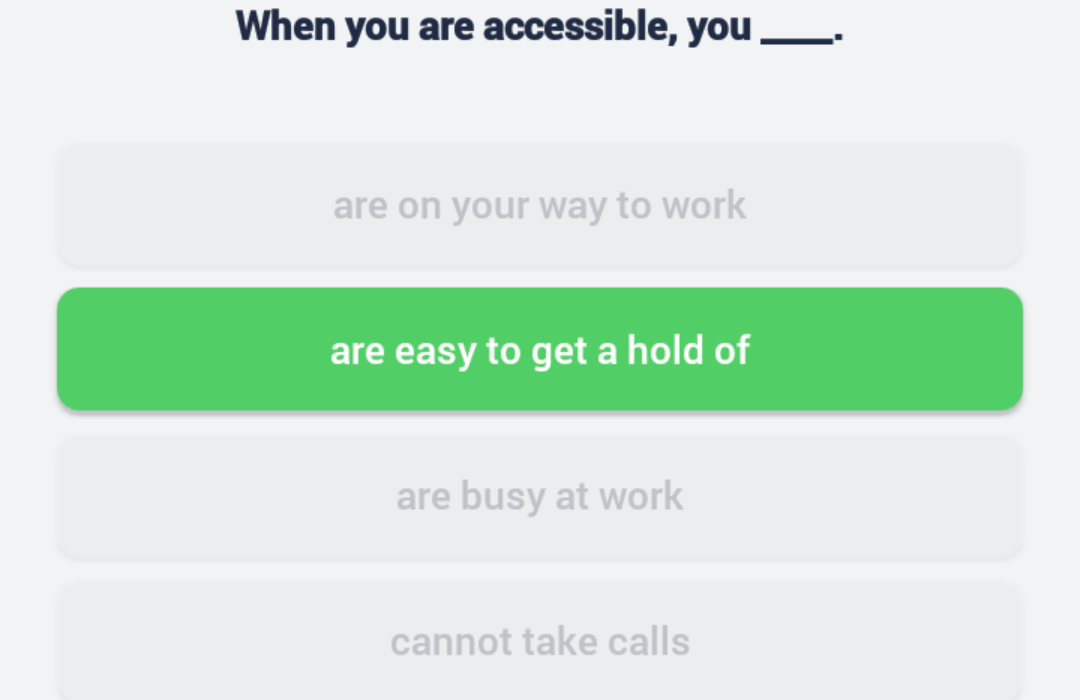 When you are accessible, you ____.
are on your way to work
are easy to get a hold of
are busy at work
cannot take calls